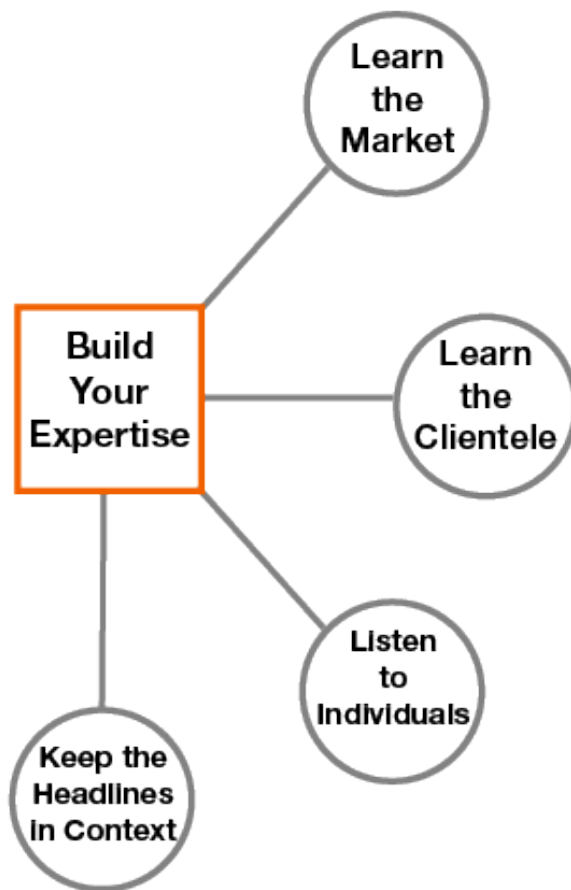 Learn
the
Market
Build
Your
Expertise
Learn
the
Clientele
Listen
to
Individuals
Keep the
Headlines
in Context